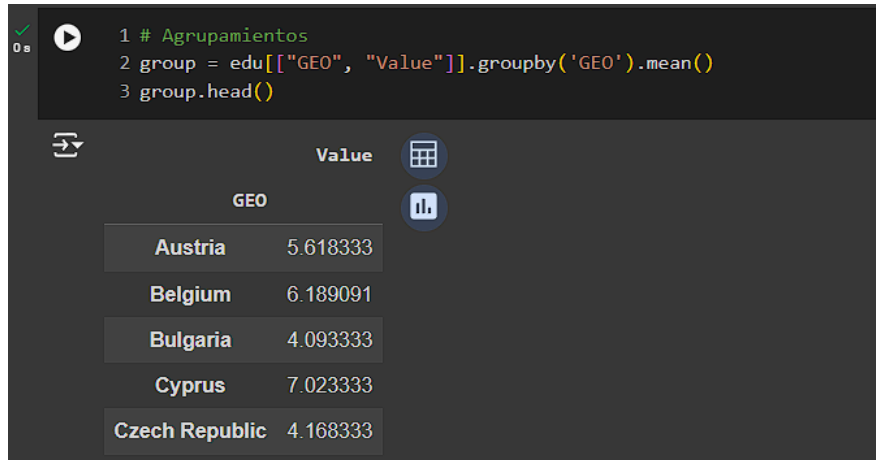 0s
1 # Agrupamientos
2 group = edu[["GEO", "Value"]].groupby('GEO').mean()
3 group.head()
Value
GEO
Austria 5.618333
Belgium 6.189091
Bulgaria 4.093333
Cyprus 7.023333
Czech Republic 4.168333